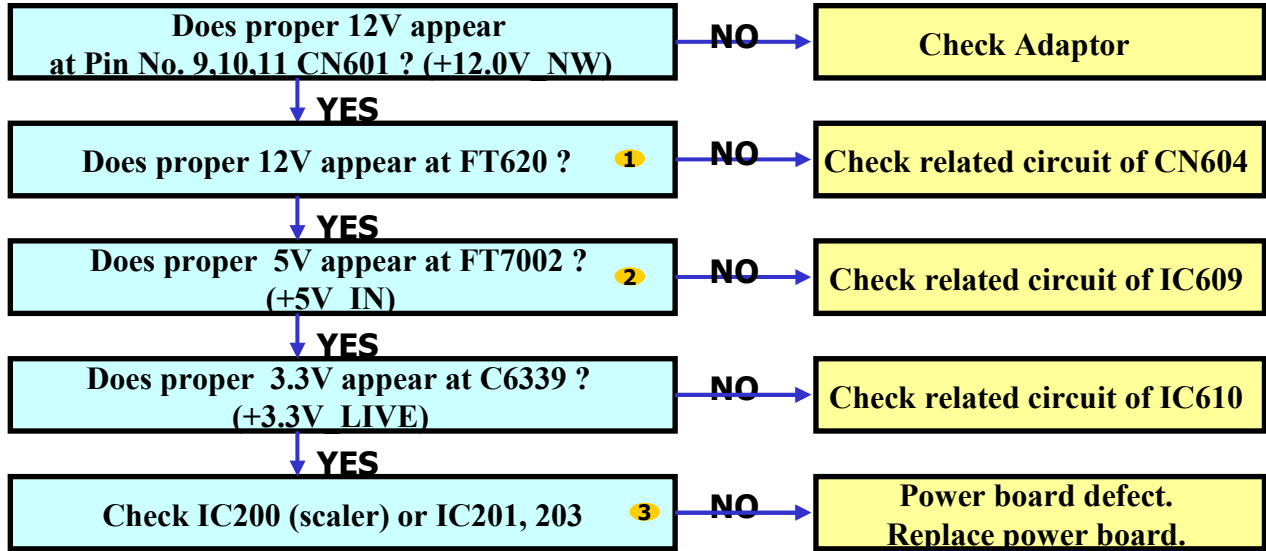 Does proper 12V appear
at Pin No. 9,10,11 CN601 ? (+12.0V_NW)
NO
Check Adaptor
YES
Does proper 12V appear at FT620 ?
1
NO
Check related circuit of CN604
YES
Does proper 5V appear at FT7002 ?
(+5V_IN)
2
NO
Check related circuit of IC609
YES
Does proper 3.3V appear at C6339 ?
(+3.3V_LIVE)
NO
Check related circuit of IC610
YES
Check IC200 (scaler) or IC201, 203
3
NO
Power board defect.
Replace power board.